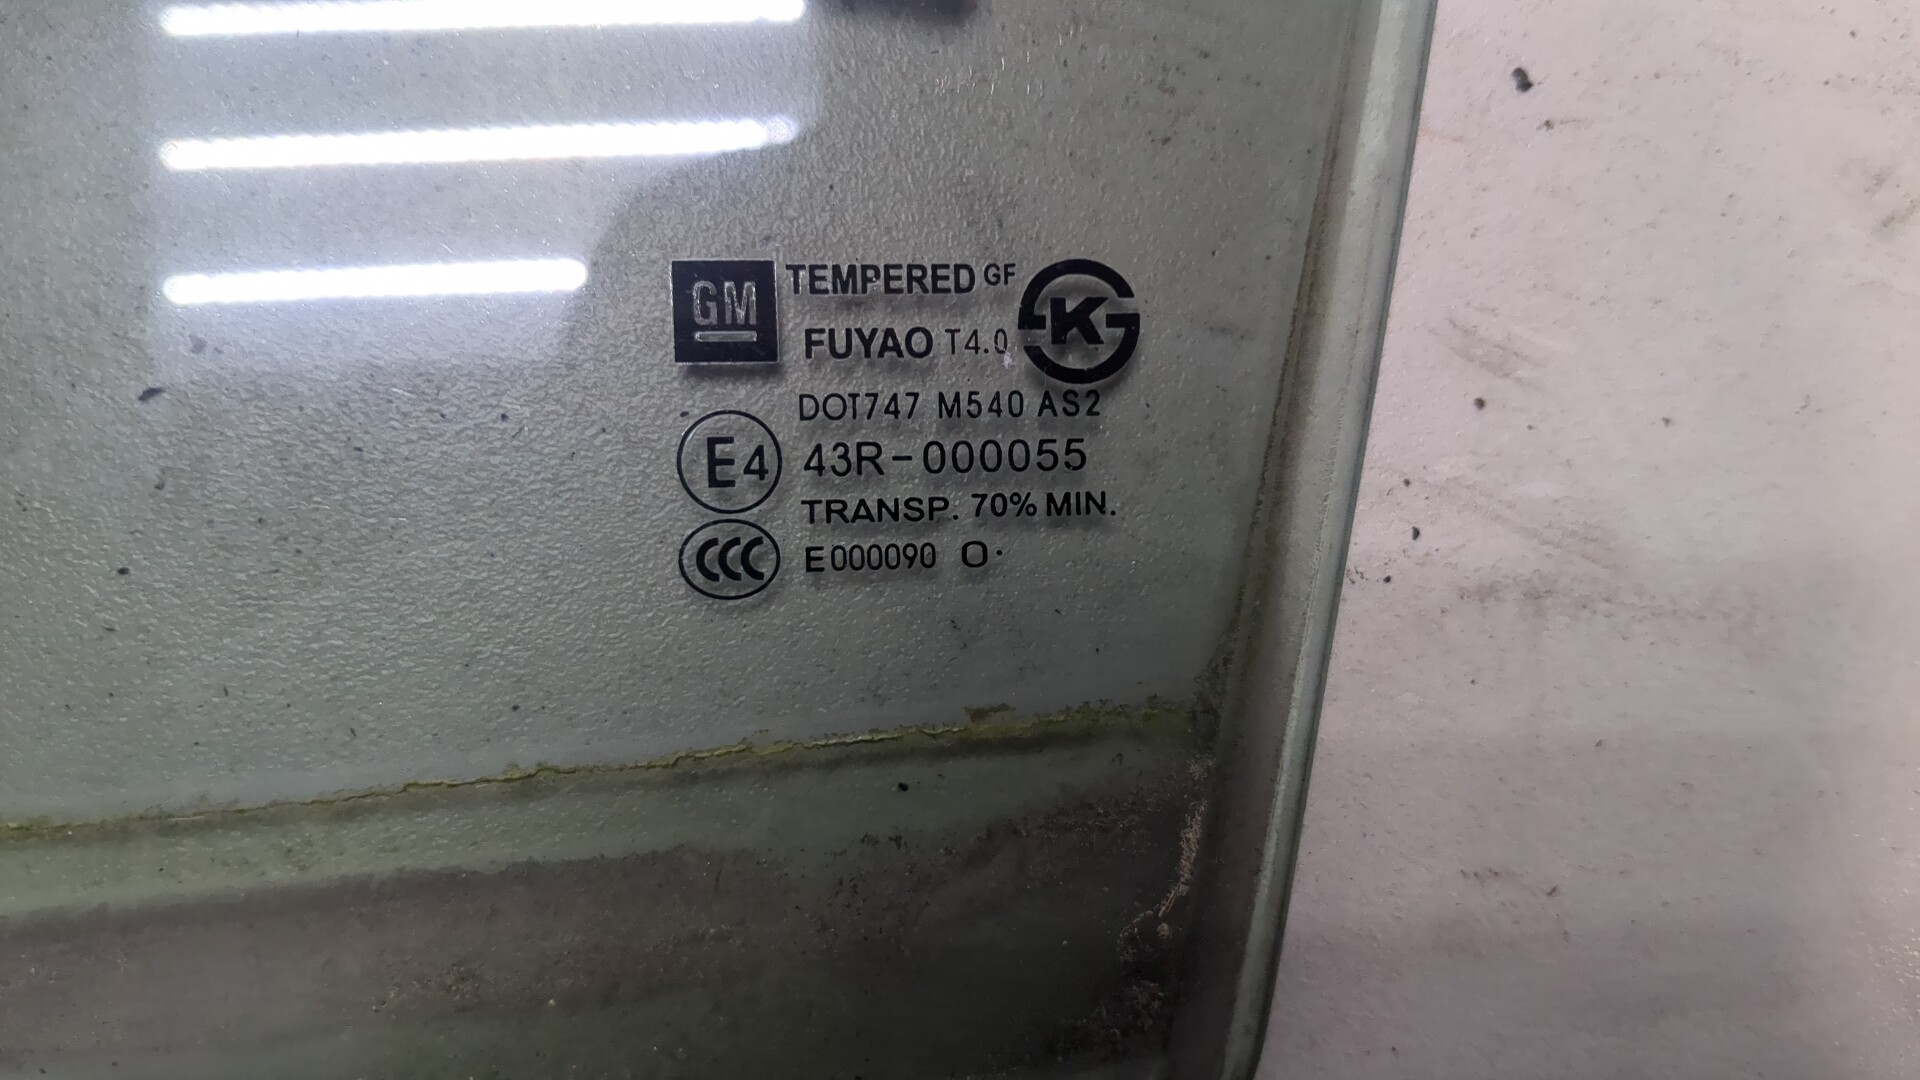 GM TEMPERED GF K
FUYAO T4.0
DOT747 M540 AS2
E4 43R-000055
TRANSP. 70% MIN.
CCC E000090 O·